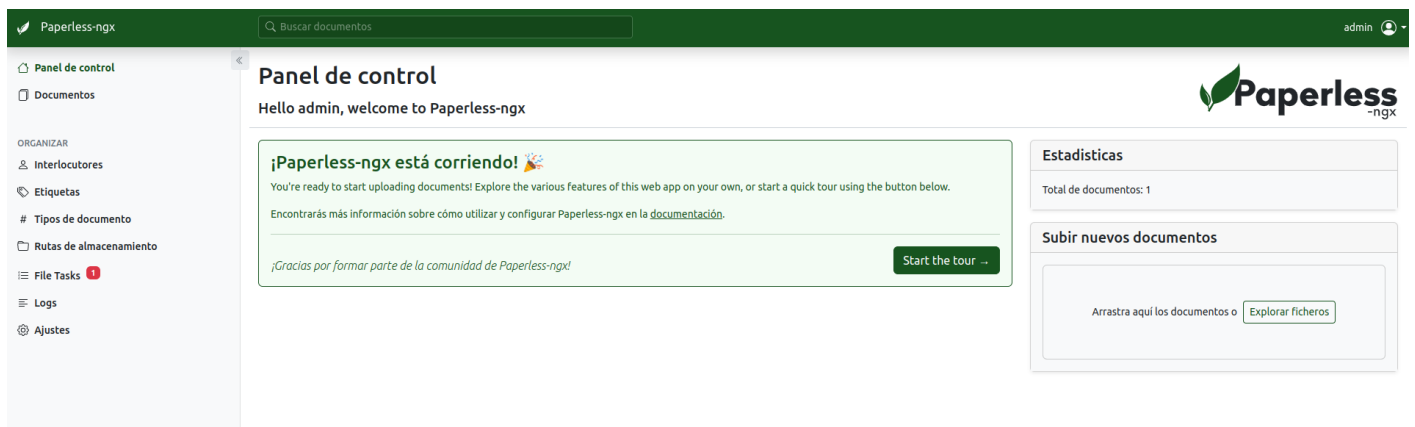 Paperless-ngx
Buscar documentos
admin
Panel de control
Documentos
ORGANIZAR
Interlocutores
Etiquetas
# Tipos de documento
Rutas de almacenamiento
File Tasks 1
Logs
Ajustes
«
Panel de control
Hello admin, welcome to Paperless-ngx
Paperless
-ngx
¡Paperless-ngx está corriendo! 🎉
You're ready to start uploading documents! Explore the various features of this web app on your own, or start a quick tour using the button below.
Encontrarás más información sobre cómo utilizar y configurar Paperless-ngx en la documentación.
¡Gracias por formar parte de la comunidad de Paperless-ngx!
Start the tour →
Estadisticas
Total de documentos: 1
Subir nuevos documentos
Arrastra aquí los documentos o Explorar ficheros